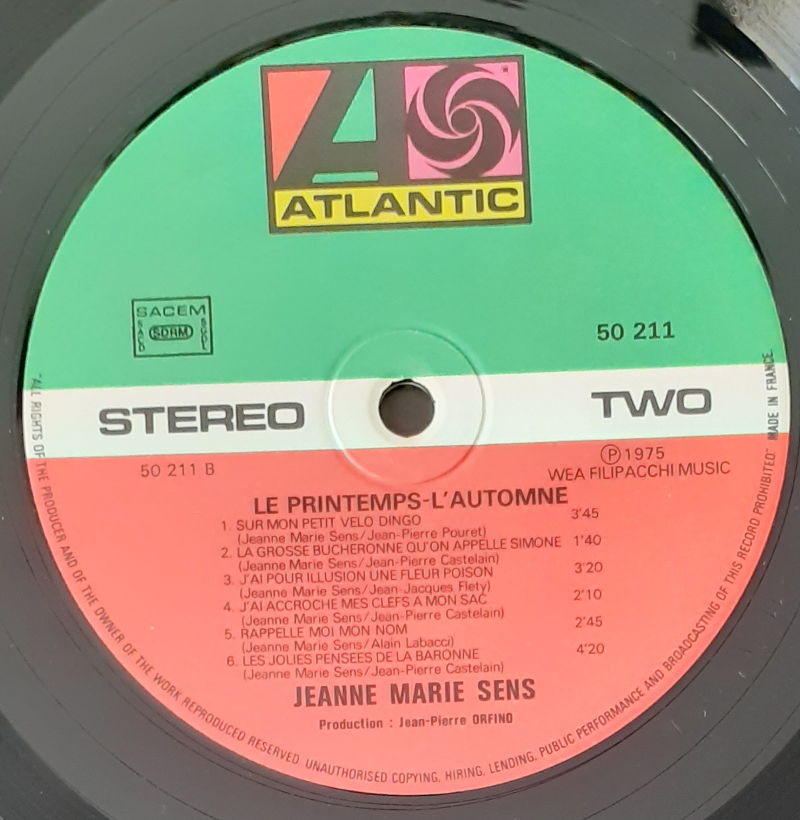 ATLANTIC
SACEM
SACD SDRM SGDL
50 211
STEREO
TWO
50 211 B
℗ 1975
WEA FILIPACCHI MUSIC
LE PRINTEMPS-L'AUTOMNE
1. SUR MON PETIT VELO DINGO 3'45
(Jeanne Marie Sens/Jean-Pierre Pouret)
2. LA GROSSE BUCHERONNE QU'ON APPELLE SIMONE 1'40
(Jeanne Marie Sens/Jean-Pierre Castelain)
3. J'AI POUR ILLUSION UNE FLEUR POISON 3'20
(Jeanne Marie Sens/Jean-Jacques Flety)
4. J'AI ACCROCHE MES CLEFS A MON SAC 2'10
(Jeanne Marie Sens/Jean-Pierre Castelain)
5. RAPPELLE MOI MON NOM 2'45
(Jeanne Marie Sens/Alain Labacci)
6. LES JOLIES PENSEES DE LA BARONNE 4'20
(Jeanne Marie Sens/Jean-Pierre Castelain)
JEANNE MARIE SENS
Production : Jean-Pierre ORFINO
"ALL RIGHTS OF THE PRODUCER AND OF THE OWNER OF THE WORK REPRODUCED RESERVED UNAUTHORISED COPYING, HIRING, LENDING, PUBLIC PERFORMANCE AND BROADCASTING OF THIS RECORD PROHIBITED" MADE IN FRANCE.